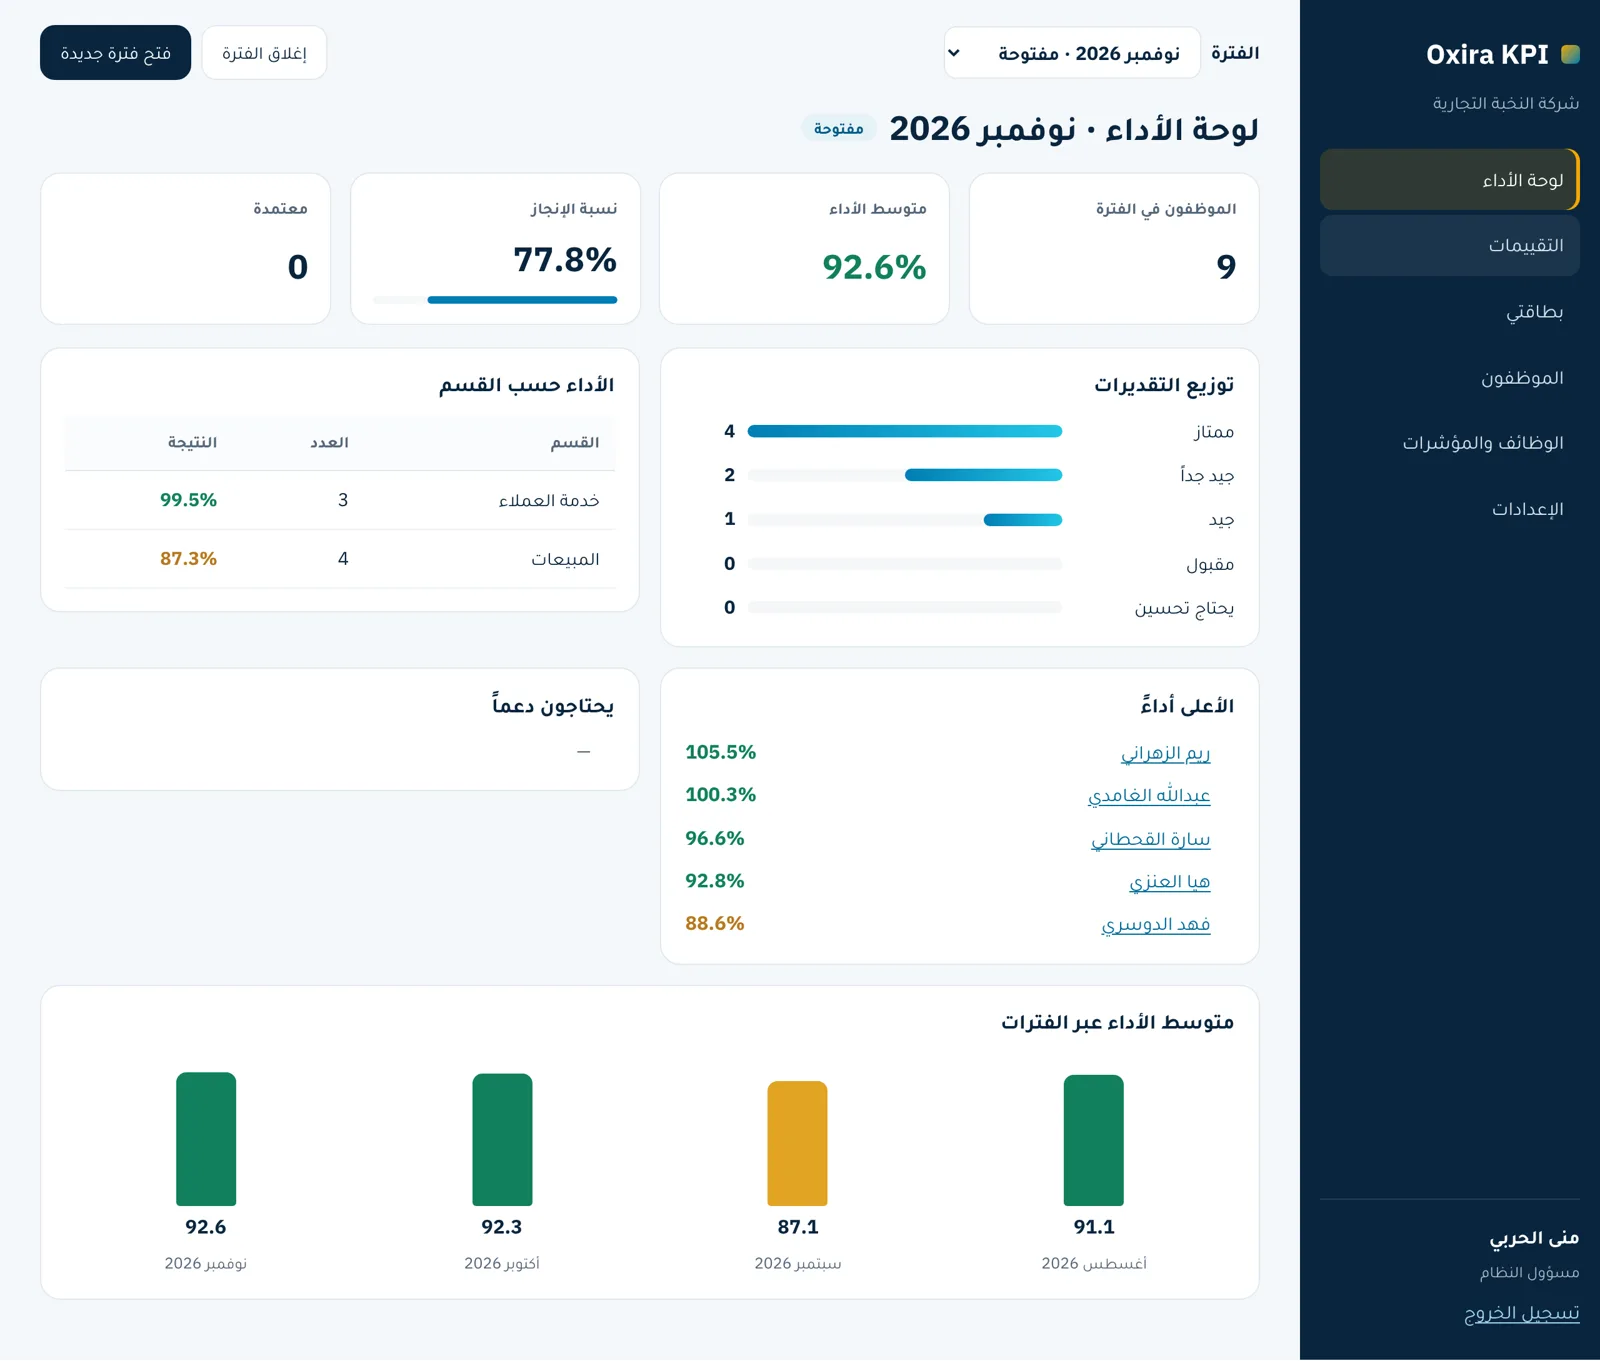 Oxira KPI
شركة النخبة التجارية
لوحة الأداء
التقييمات
بطاقتي
الموظفون
الوظائف والمؤشرات
الإعدادات
منى الحربي
مسؤول النظام
تسجيل الخروج
الفترة
نوفمبر 2026 · مفتوحة
إغلاق الفترة
فتح فترة جديدة
لوحة الأداء · نوفمبر 2026 مفتوحة
الموظفون في الفترة
9
متوسط الأداء
92.6%
نسبة الإنجاز
77.8%
معتمدة
0
توزيع التقديرات
ممتاز 4
جيد جداً 2
جيد 1
مقبول 0
يحتاج تحسين 0
الأداء حسب القسم
القسم العدد النتيجة
خدمة العملاء 3 99.5%
المبيعات 4 87.3%
الأعلى أداءً
ريم الزهراني 105.5%
عبدالله الغامدي 100.3%
سارة القحطاني 96.6%
هيا العنزي 92.8%
فهد الدوسري 88.6%
يحتاجون دعماً
—
متوسط الأداء عبر الفترات
91.1 87.1 92.3 92.6
أغسطس 2026 سبتمبر 2026 أكتوبر 2026 نوفمبر 2026